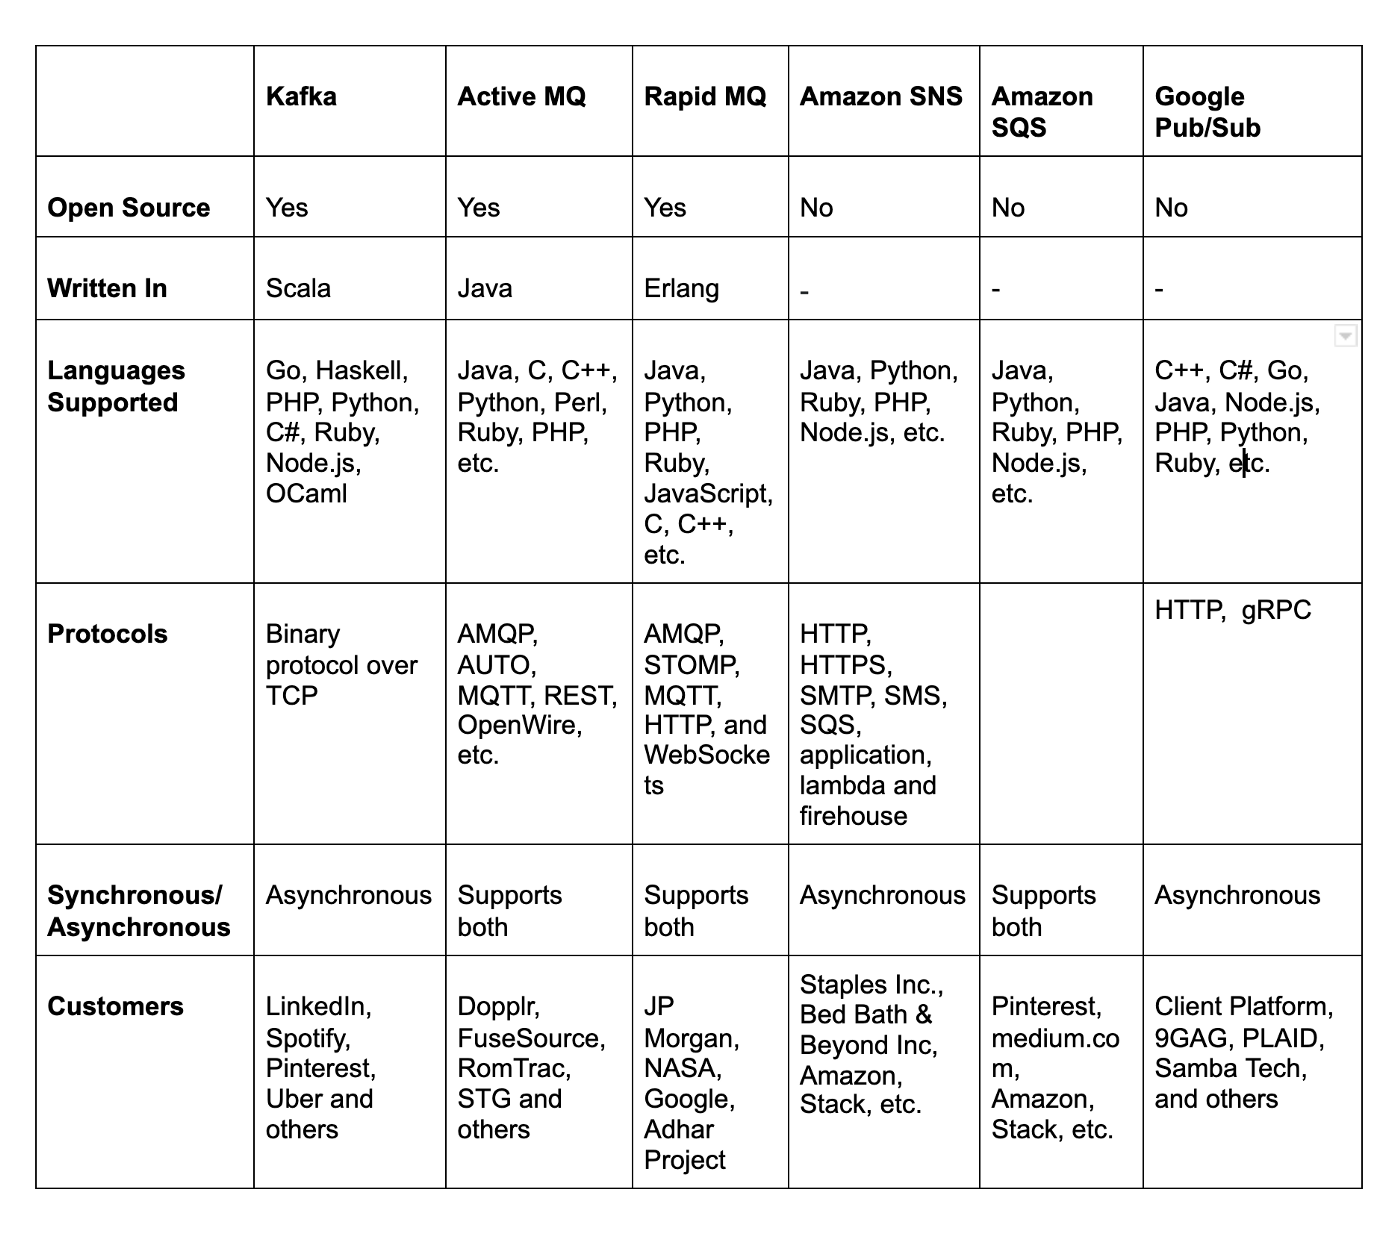 Kafka
Active MQ
Rapid MQ
Amazon SNS
Amazon
SQS
Google
Pub/Sub
Open Source
Yes
Yes
Yes
No
No
No
Written In
Scala
Java
Erlang
-
-
-
Languages
Supported
Go, Haskell,
PHP, Python,
C#, Ruby,
Node.js,
OCaml
Java, C, C++,
Python, Perl,
Ruby, PHP,
etc.
Java,
Python,
PHP,
Ruby,
JavaScript,
C, C++,
etc.
Java, Python,
Ruby, PHP,
Node.js, etc.
Java,
Python,
Ruby, PHP,
Node.js,
etc.
C++, C#, Go,
Java, Node.js,
PHP, Python,
Ruby, etc.
Protocols
Binary
protocol over
TCP
AMQP,
AUTO,
MQTT, REST,
OpenWire,
etc.
AMQP,
STOMP,
MQTT,
HTTP, and
WebSocke
ts
HTTP,
HTTPS,
SMTP, SMS,
SQS,
application,
lambda and
firehouse
HTTP,  gRPC
Synchronous/
Asynchronous
Asynchronous
Supports
both
Supports
both
Asynchronous
Supports
both
Asynchronous
Customers
LinkedIn,
Spotify,
Pinterest,
Uber and
others
Dopplr,
FuseSource,
RomTrac,
STG and
others
JP
Morgan,
NASA,
Google,
Adhar
Project
Staples Inc.,
Bed Bath &
Beyond Inc,
Amazon,
Stack, etc.
Pinterest,
medium.co
m,
Amazon,
Stack, etc.
Client Platform,
9GAG, PLAID,
Samba Tech,
and others